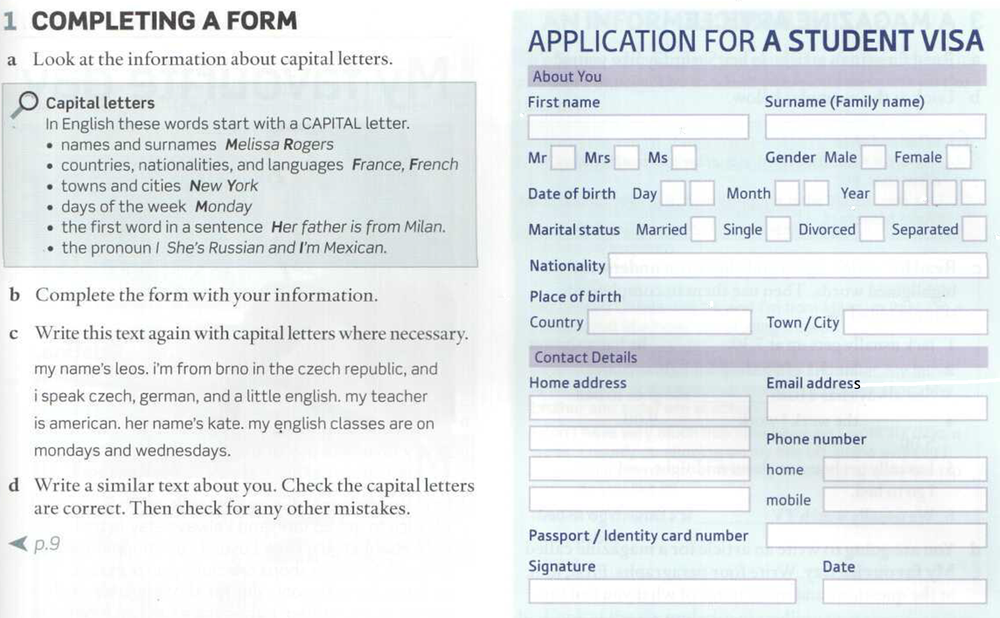 1 COMPLETING A FORM
a Look at the information about capital letters.
Capital letters
In English these words start with a CAPITAL letter.
• names and surnames Melissa Rogers
• countries, nationalities, and languages France, French
• towns and cities New York
• days of the week Monday
• the first word in a sentence Her father is from Milan.
• the pronoun I She's Russian and I'm Mexican.
b Complete the form with your information.
c Write this text again with capital letters where necessary.
my name's leos. i'm from brno in the czech republic, and
i speak czech, german, and a little english. my teacher
is american. her name's kate. my english classes are on
mondays and wednesdays.
d Write a similar text about you. Check the capital letters
are correct. Then check for any other mistakes.
p.9
APPLICATION FOR A STUDENT VISA
About You
First name Surname (Family name)
Mr Mrs Ms Gender Male Female
Date of birth Day Month Year
Marital status Married Single Divorced Separated
Nationality
Place of birth
Country Town / City
Contact Details
Home address Email address
Phone number
home
mobile
Passport / Identity card number
Signature Date